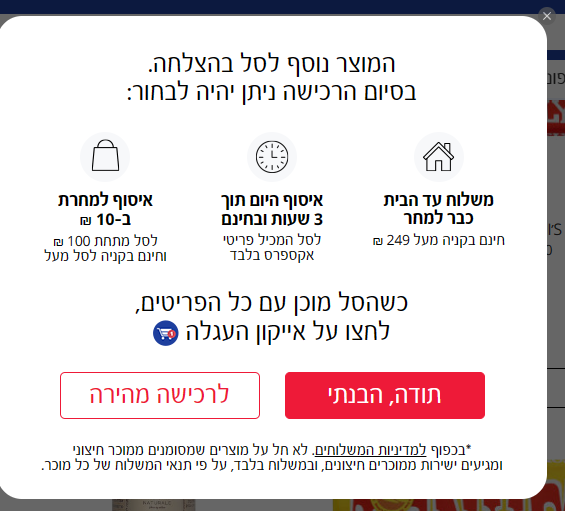 המוצר נוסף לסל בהצלחה.
בסיום הרכישה ניתן יהיה לבחור:
משלוח עד הבית
כבר למחר
חינם בקניה מעל 249 ₪
איסוף היום תוך
3 שעות ובחינם
לסל המכיל פריטי
אקספרס בלבד
איסוף למחרת
ב-10 ₪
לסל מתחת 100 ₪
וחינם בקניה לסל מעל
כשהסל מוכן עם כל הפריטים,
לחצו על אייקון העגלה
תודה, הבנתי
לרכישה מהירה
*בכפוף למדיניות המשלוחים. לא חל על מוצרים שמסומנים ממוכר חיצוני
ומגיעים ישירות ממוכרים חיצונים, ובמשלוח בלבד, על פי תנאי המשלוח של כל מוכר.